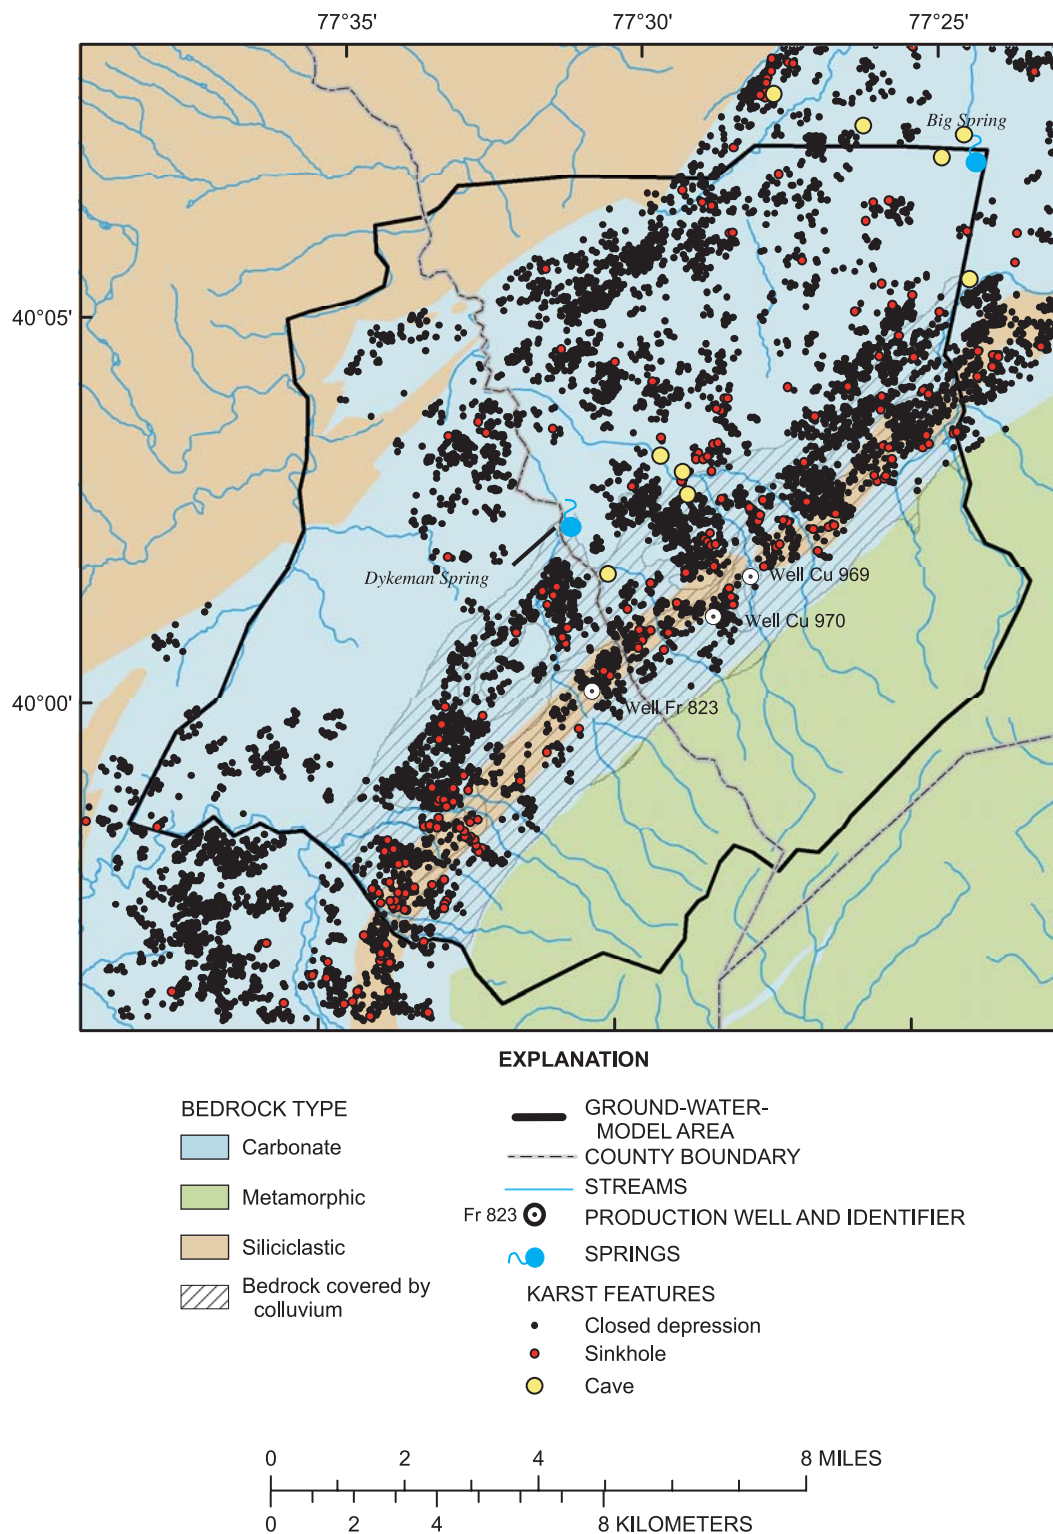 77°35' 77°30' 77°25'
Big Spring
40°05'
Dykeman Spring
Well Cu 969
Well Cu 970
40°00'
Well Fr 823
EXPLANATION
BEDROCK TYPE
Carbonate
Metamorphic
Siliciclastic
Bedrock covered by
colluvium
GROUND-WATER-
MODEL AREA
COUNTY BOUNDARY
STREAMS
Fr 823 PRODUCTION WELL AND IDENTIFIER
SPRINGS
KARST FEATURES
Closed depression
Sinkhole
Cave
0 2 4 8 MILES
0 2 4 8 KILOMETERS